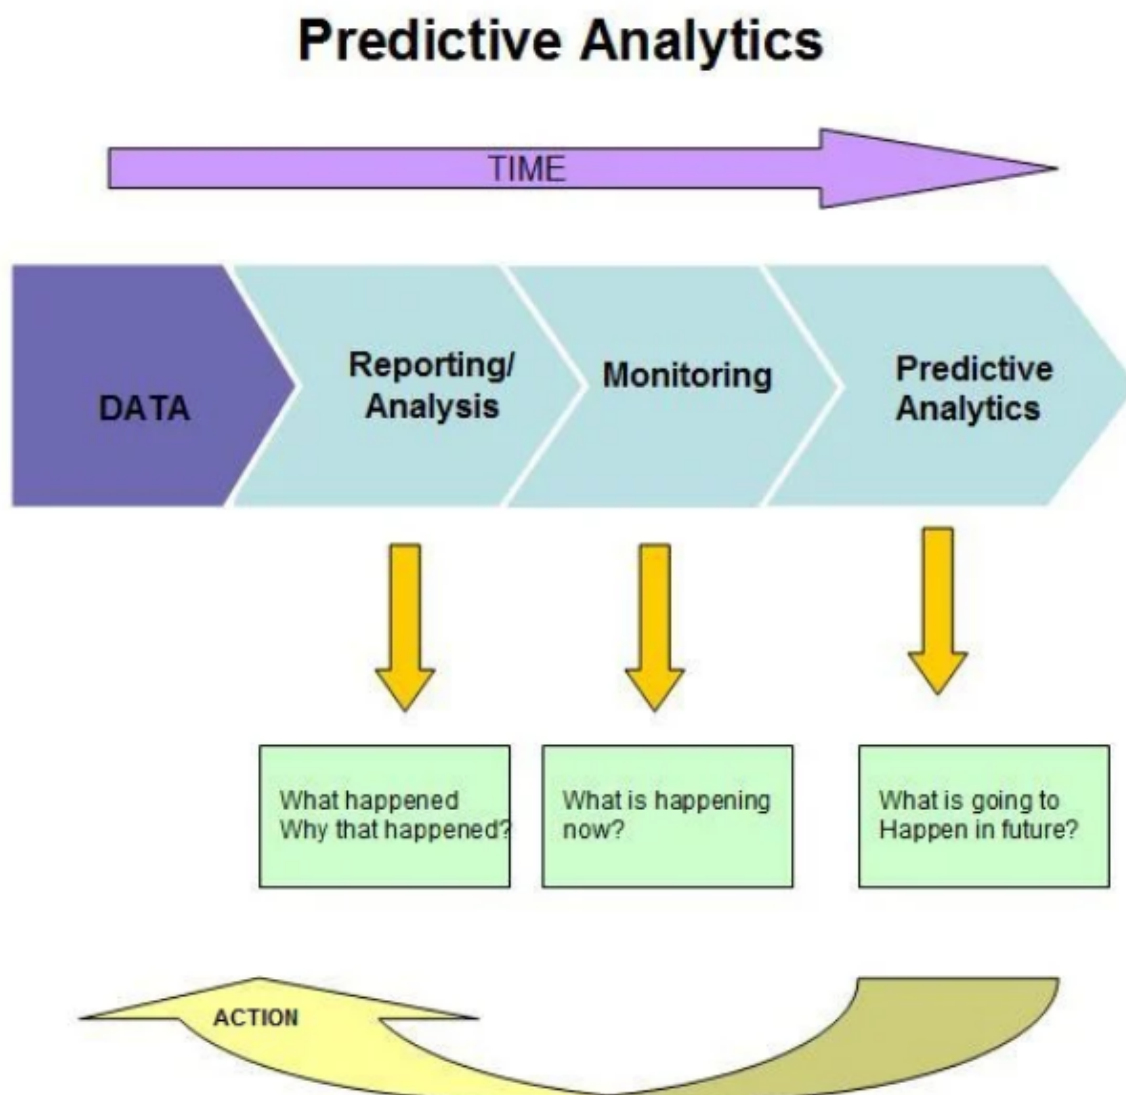 Predictive Analytics
TIME
DATA
Reporting/
Analysis
Monitoring
Predictive
Analytics
What happened
Why that happened?
What is happening
now?
What is going to
Happen in future?
ACTION